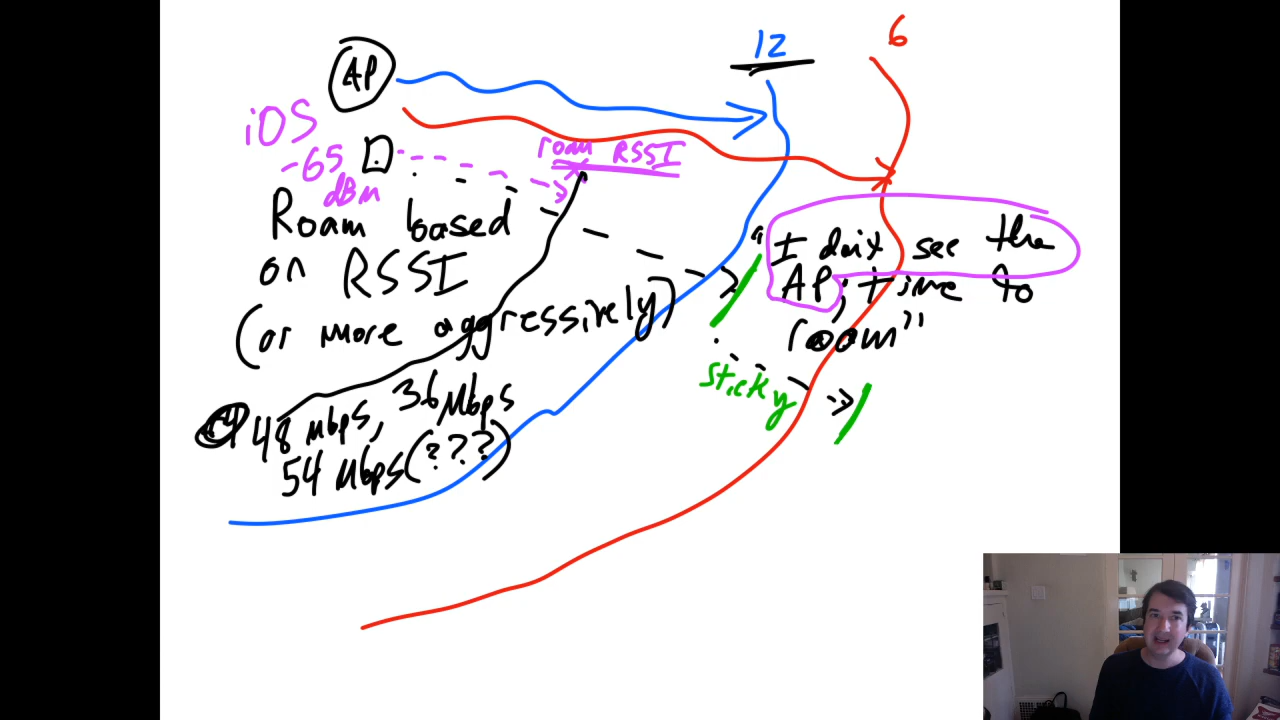 12
6
AP
iOS
-65
dBm
roam RSSI
Roam based
on RSSI
(or more aggressively)
48 Mbps, 36 Mbps
54 Mbps (???)
"I don't see the
AP; time to
roam"
sticky